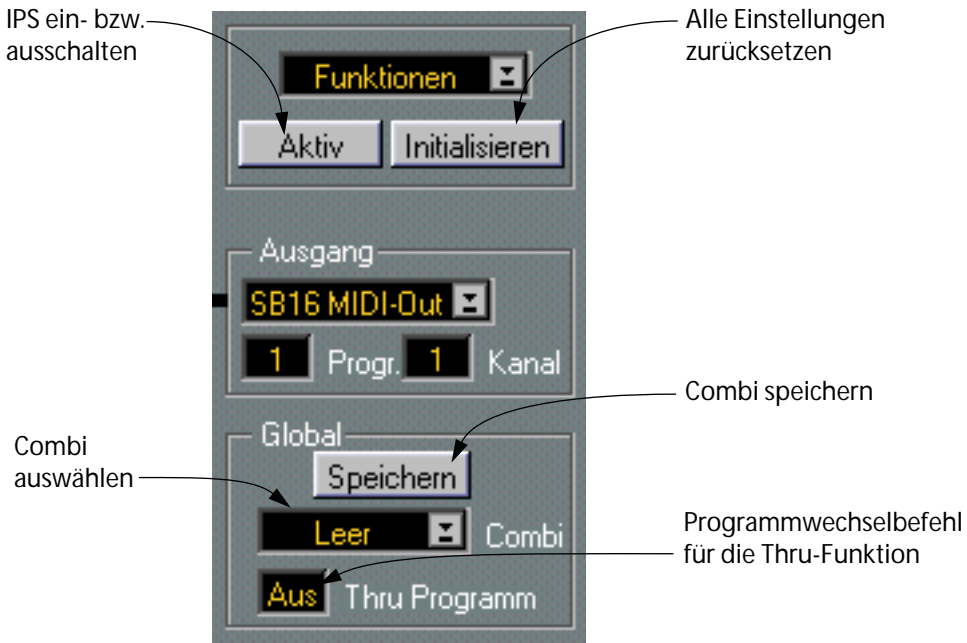 IPS ein- bzw.
ausschalten
Alle Einstellungen
zurücksetzen
Funktionen
Aktiv
Initialisieren
Ausgang
SB16 MIDI-Out
1 Progr. 1 Kanal
Combi speichern
Global
Combi
auswählen
Speichern
Leer Combi
Programmwechselbefehl
für die Thru-Funktion
Aus Thru Programm